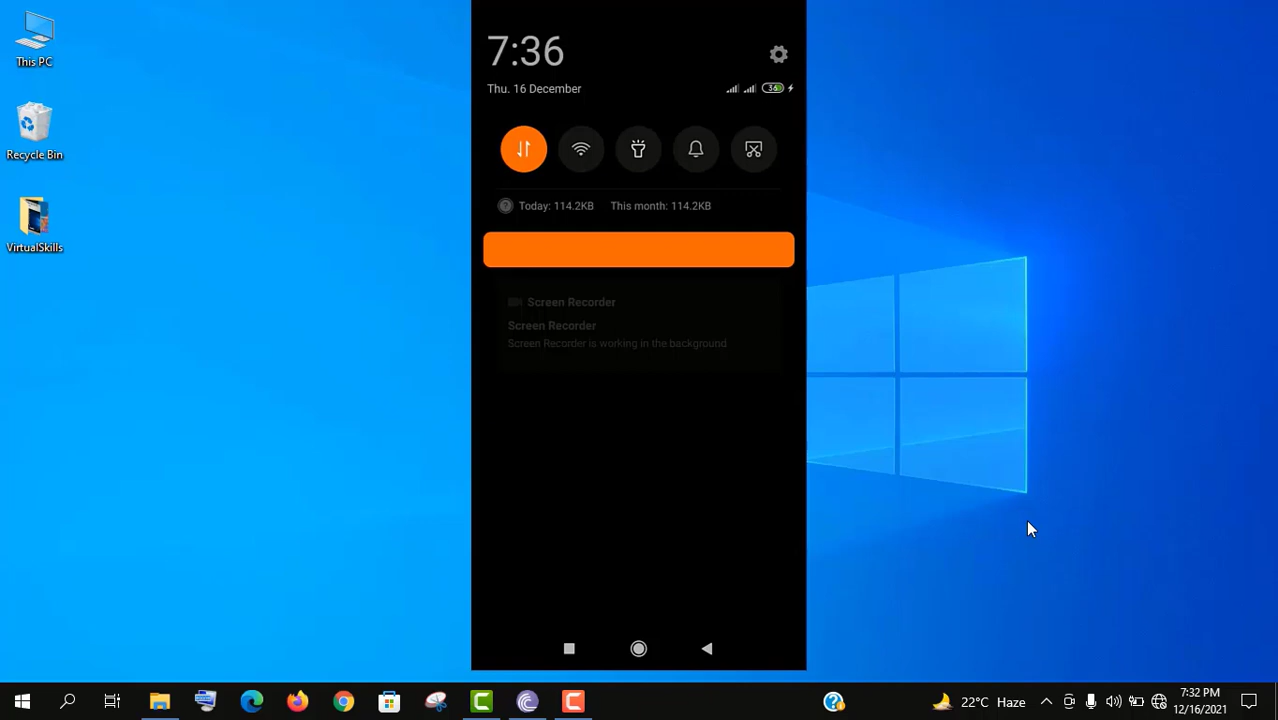 This PC
Recycle Bin
VirtualSkills
7:36
Thu. 16 December
36
Today: 114.2KB This month: 114.2KB
Screen Recorder
Screen Recorder
Screen Recorder is working in the background
22°C Haze
7:32 PM
12/16/2021